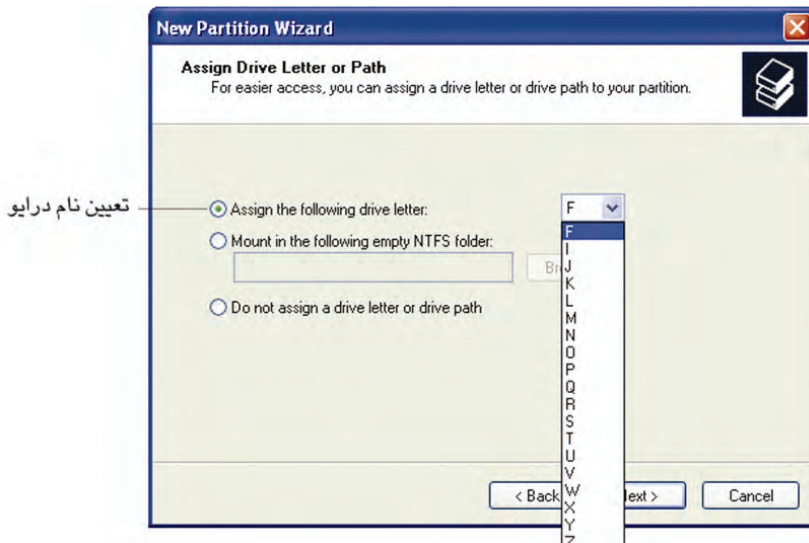 New Partition Wizard
Assign Drive Letter or Path
For easier access, you can assign a drive letter or drive path to your partition.
تعیین نام درایو
Assign the following drive letter:
F
Mount in the following empty NTFS folder:
Do not assign a drive letter or drive path
F
I
J
K
L
M
N
O
P
Q
R
S
T
U
V
W
X
Y
Z
< Back
ext >
Cancel